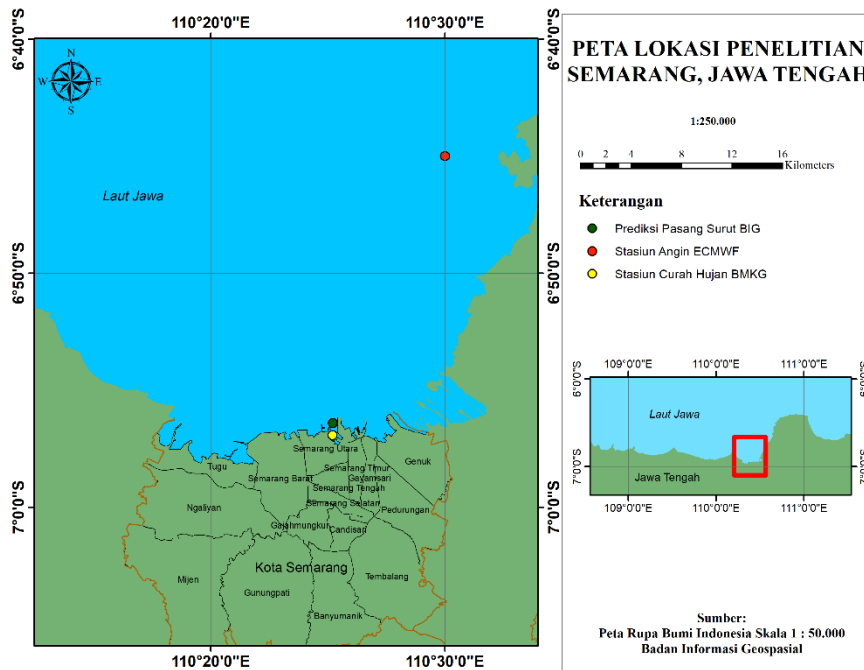 110°20'0"E 110°30'0"E
6°40'0"S
6°50'0"S
7°0'0"S
6°40'0"S
6°50'0"S
7°0'0"S
110°20'0"E 110°30'0"E
N
W E
S
Laut Jawa
Semarang Utara
Tugu
Semarang Barat
Semarang Timur
Gayamsari
Semarang Tengah
Genuk
Semarang Selatan
Pedurungan
Ngaliyan
Gajahmungkur
Candisari
Kota Semarang
Mijen
Gunungpati
Tembalang
Banyumanik
PETA LOKASI PENELITIAN
SEMARANG, JAWA TENGAH
1:250.000
0 2 4 8 12 16
Kilometers
Keterangan
Prediksi Pasang Surut BIG
Stasiun Angin ECMWF
Stasiun Curah Hujan BMKG
109°0'0"E 110°0'0"E 111°0'0"E
6°0'0"S
7°0'0"S
Laut Jawa
Jawa Tengah
109°0'0"E 110°0'0"E 111°0'0"E
Sumber:
Peta Rupa Bumi Indonesia Skala 1 : 50.000
Badan Informasi Geospasial